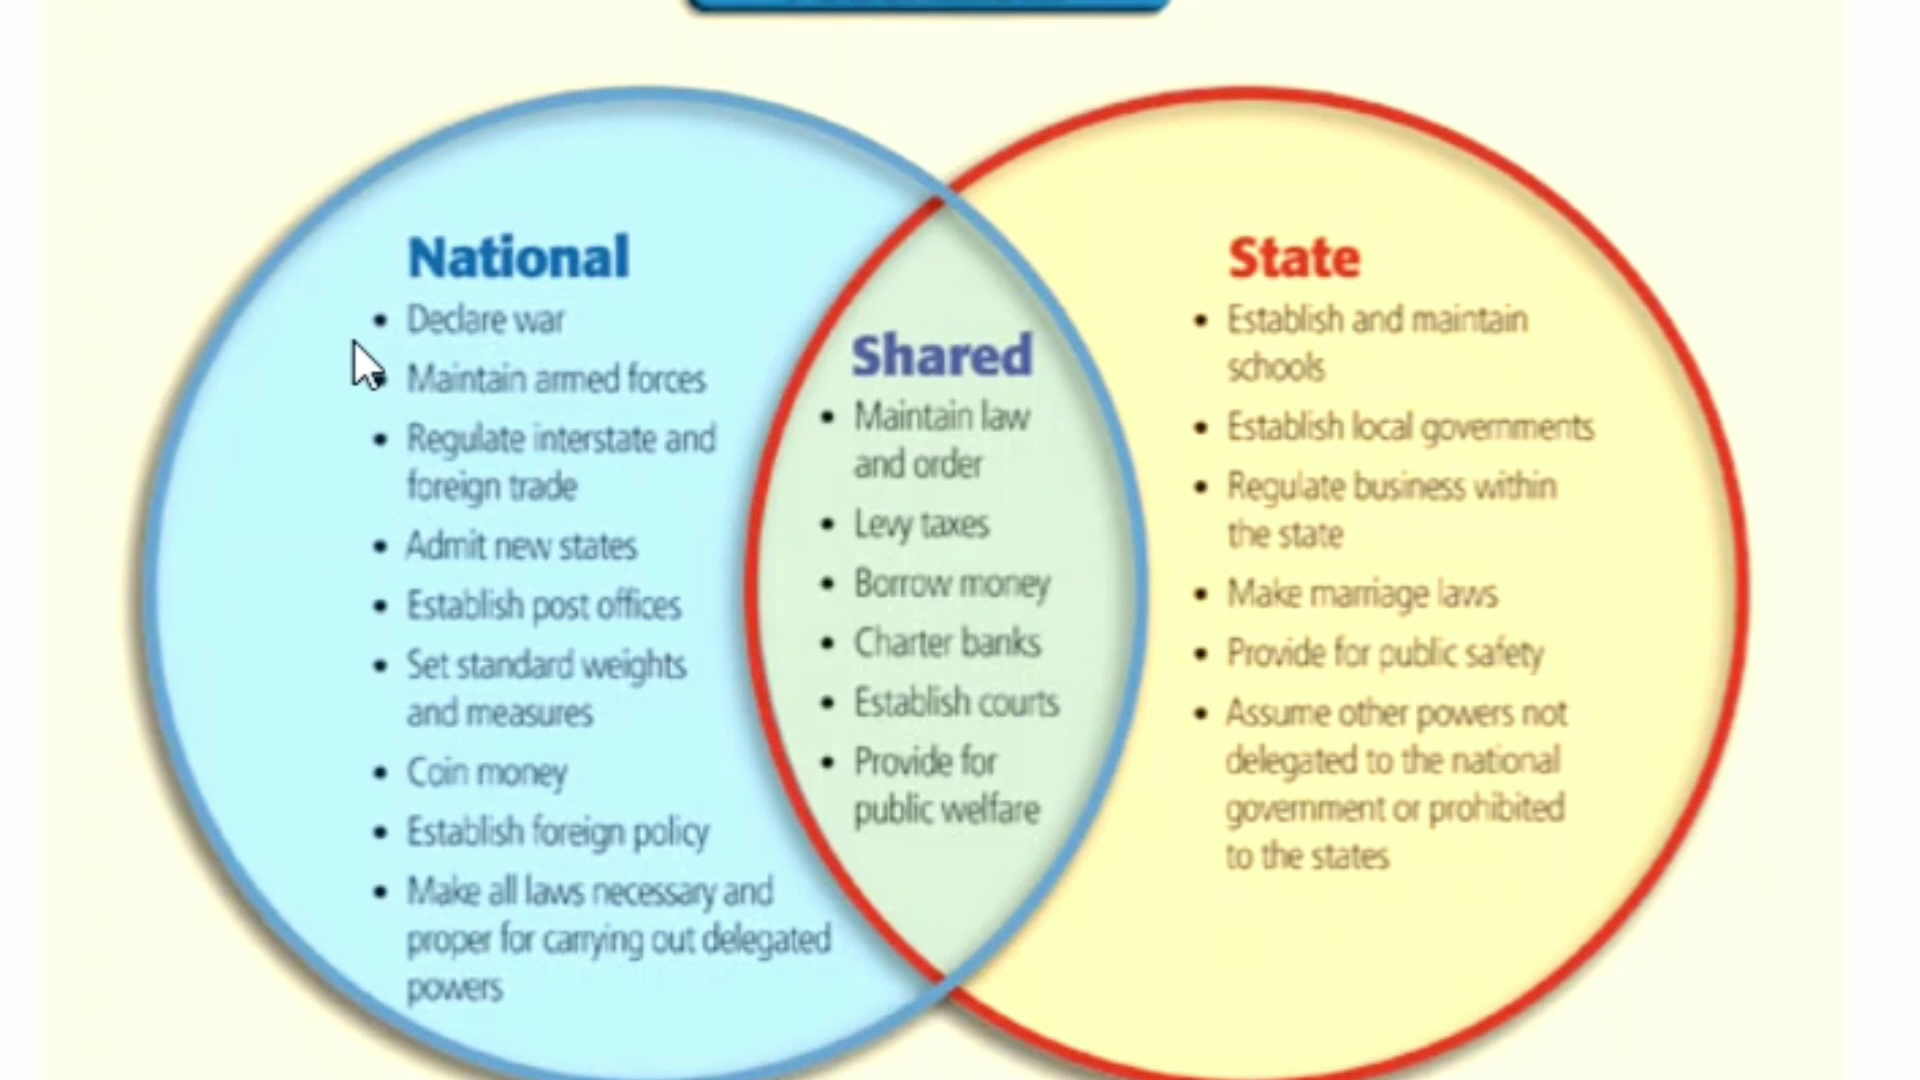 National
• Declare war
• Maintain armed forces
• Regulate interstate and
foreign trade
• Admit new states
• Establish post offices
• Set standard weights
and measures
• Coin money
• Establish foreign policy
• Make all laws necessary and
proper for carrying out delegated
powers
Shared
• Maintain law
and order
• Levy taxes
• Borrow money
• Charter banks
• Establish courts
• Provide for
public welfare
State
• Establish and maintain
schools
• Establish local governments
• Regulate business within
the state
• Make marriage laws
• Provide for public safety
• Assume other powers not
delegated to the national
government or prohibited
to the states